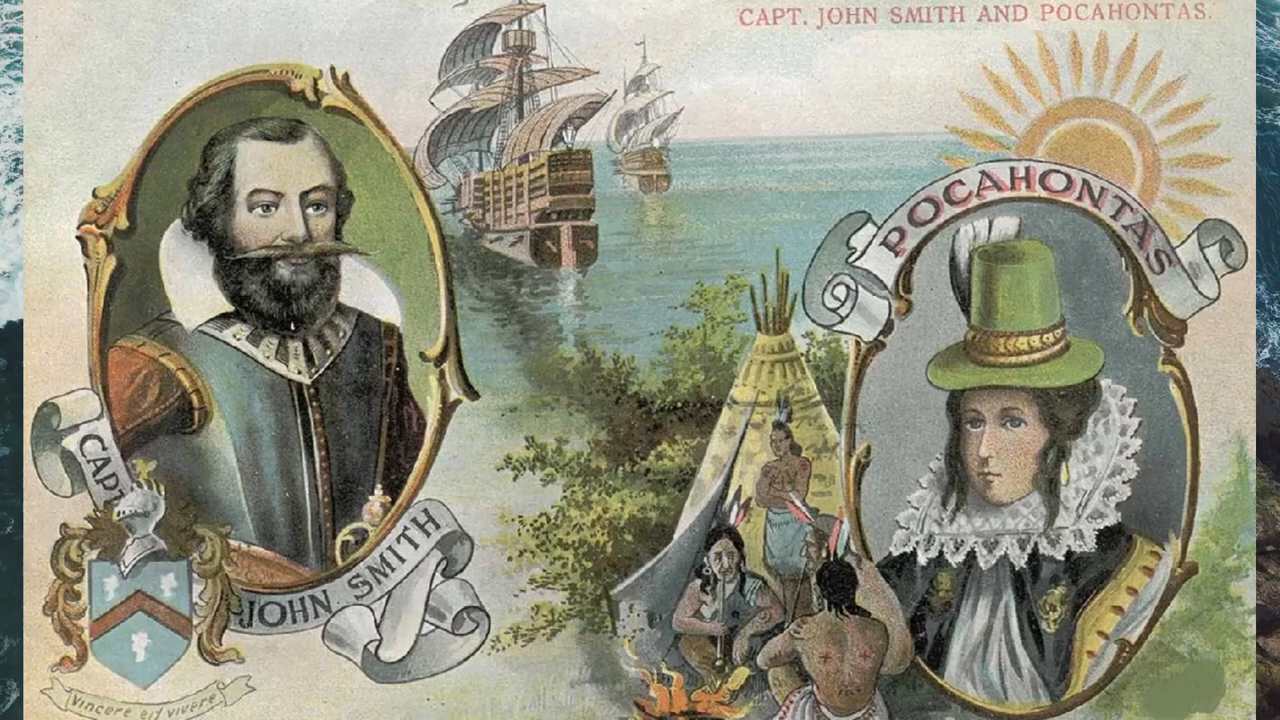 CAPT. JOHN SMITH AND POCAHONTAS.
POCAHONTAS
CAPT.
JOHN SMITH
Vincere est vivere